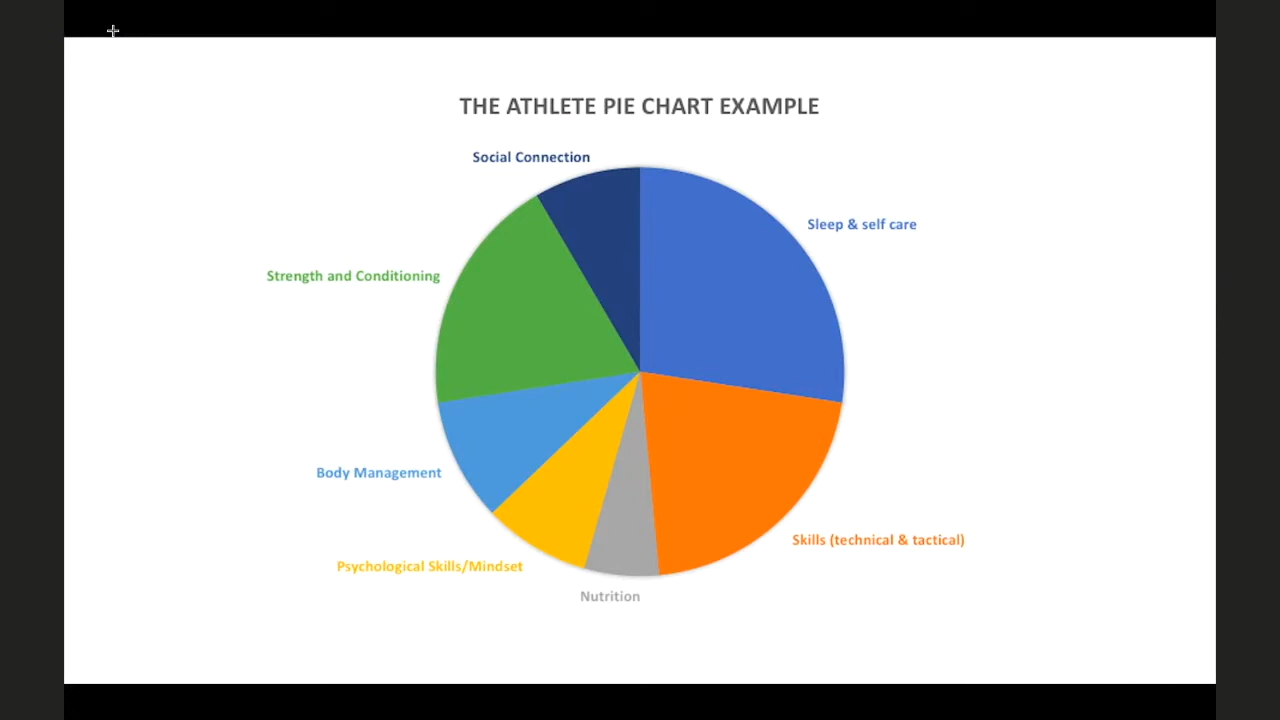 THE ATHLETE PIE CHART EXAMPLE
Social Connection
Sleep & self care
Strength and Conditioning
Body Management
Skills (technical & tactical)
Psychological Skills/Mindset
Nutrition